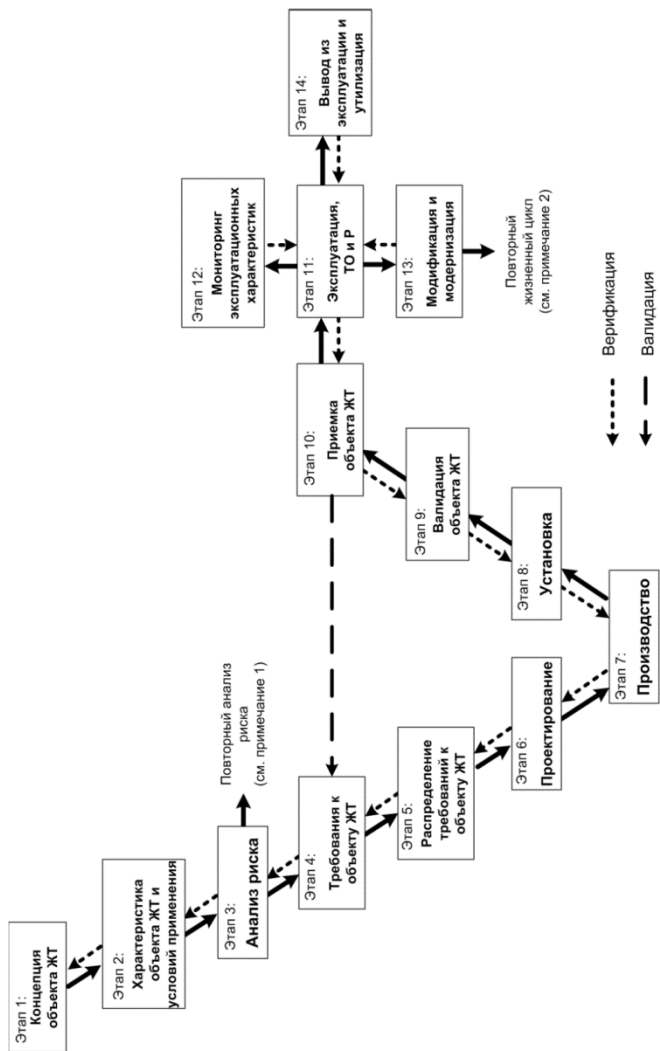 Этап 1:
Концепция
объекта ЖТ
Этап 2:
Характеристика
объекта ЖТ и
условий применения
Этап 3:
Анализ риска
Повторный анализ
риска
(см. примечание 1)
Этап 4:
Требования к
объекту ЖТ
Этап 5:
Распределение
требований к
объекту ЖТ
Этап 6:
Проектирование
Этап 7:
Производство
Этап 8:
Установка
Этап 9:
Валидация
объекта ЖТ
Этап 10:
Приемка
объекта ЖТ
Этап 11:
Эксплуатация,
ТО и Р
Этап 12:
Мониторинг
эксплуатационных
характеристик
Этап 13:
Модификация и
модернизация
Повторный
жизненный цикл
(см. примечание 2)
Этап 14:
Вывод из
эксплуатации и
утилизация
Верификация
Валидация